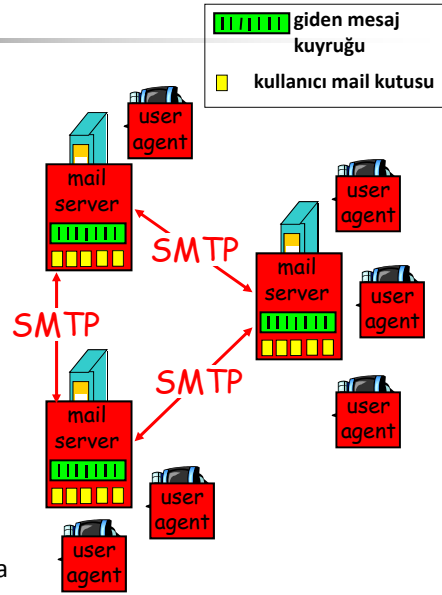 giden mesaj
kuyruğu
kullanıcı mail kutusu
user
agent
mail
server
user
agent
SMTP
mail
server
user
agent
SMTP
SMTP
mail
server
user
agent
user
agent
user
agent
a